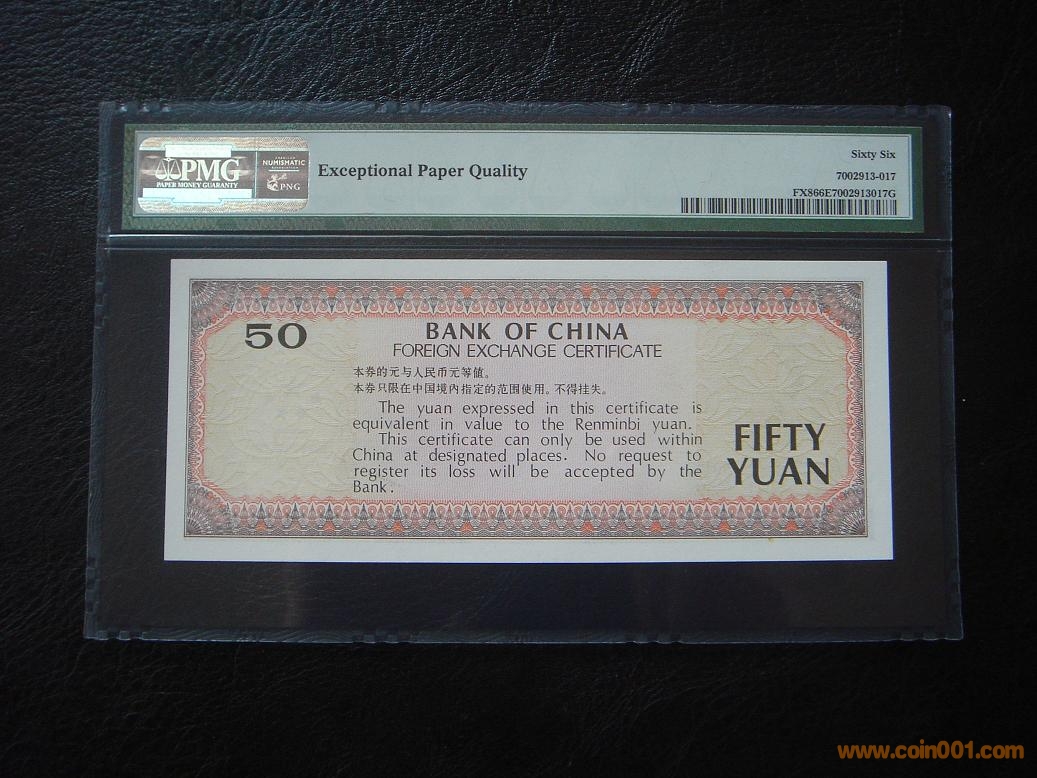 PMG
PAPER MONEY GUARANTY
NUMISMATIC
PNG
Exceptional Paper Quality
Sixty Six
7002913-017
FX866E7002913017G
50
BANK OF CHINA
FOREIGN EXCHANGE CERTIFICATE
本券的元与人民币元等值。
本券只限在中国境内指定的范围使用。不得挂失。
The yuan expressed in this certificate is
equivalent in value to the Renminbi yuan.
This certificate can only be used within
China at designated places. No request to
register its loss will be accepted by the
Bank.
FIFTY
YUAN
www.coin001.com